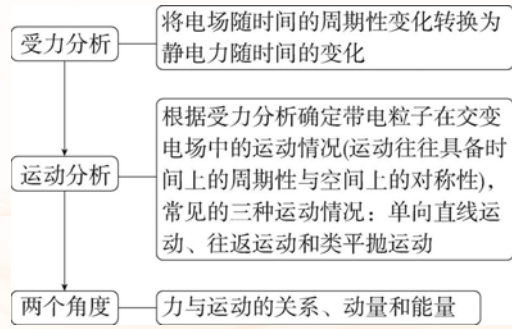 受力分析
将电场随时间的周期性变化转换为
静电力随时间的变化
运动分析
根据受力分析确定带电粒子在交变
电场中的运动情况(运动往往具备时
间上的周期性与空间上的对称性),
常见的三种运动情况：单向直线运
动、往返运动和类平抛运动
两个角度
力与运动的关系、动量和能量